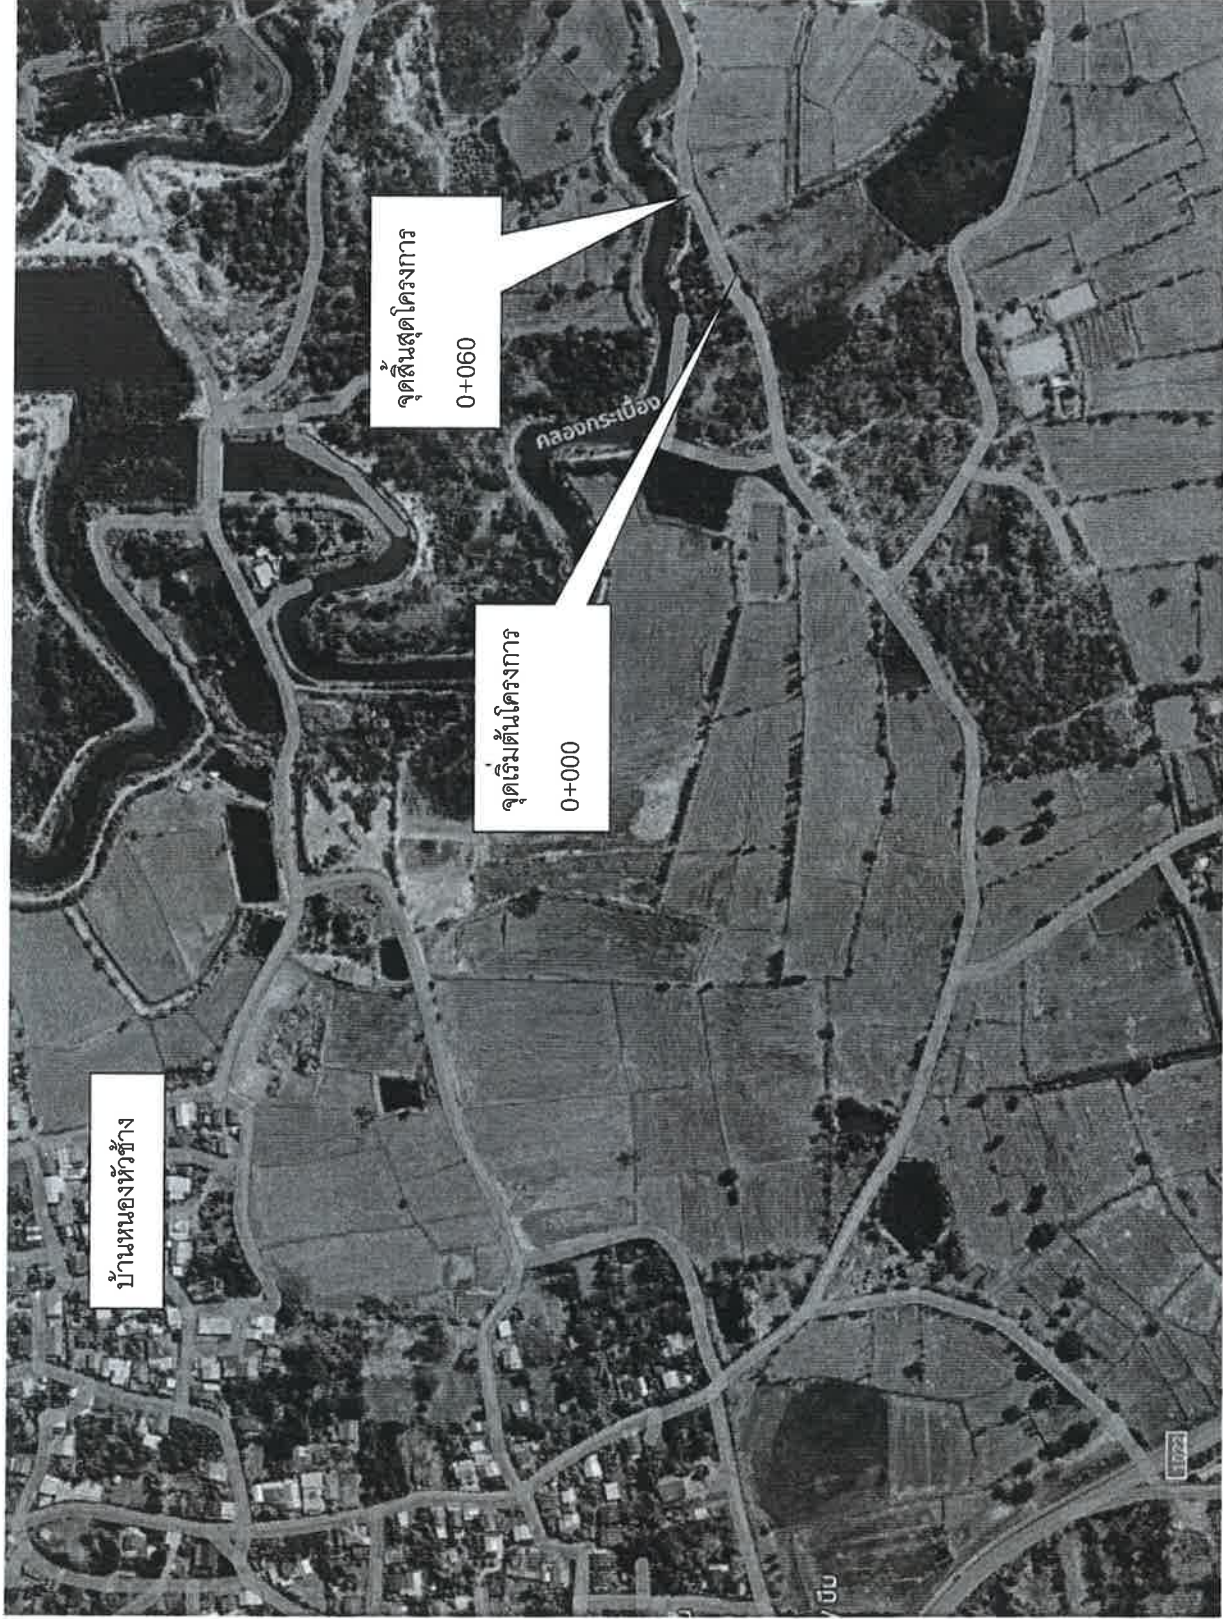 บ้านหนองหัวช้าง
จุดสิ้นสุดโครงการ
0+060
จุดเริ่มต้นโครงการ
0+000
คลองกระเบื้อง